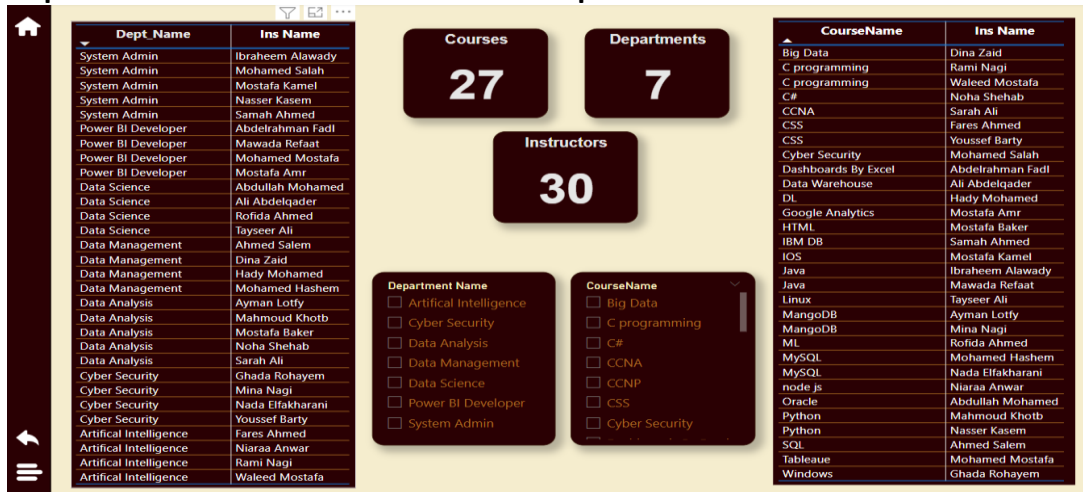 Dept_Name Ins Name
System Admin Ibraheem Alawady
System Admin Mohamed Salah
System Admin Mostafa Kamel
System Admin Nasser Kasem
System Admin Samah Ahmed
Power BI Developer Abdelrahman Fadl
Power BI Developer Mawada Refaat
Power BI Developer Mohamed Mostafa
Power BI Developer Mostafa Amr
Data Science Abdullah Mohamed
Data Science Ali Abdelqader
Data Science Rofida Ahmed
Data Science Tayseer Ali
Data Management Ahmed Salem
Data Management Dina Zaid
Data Management Hady Mohamed
Data Management Mohamed Hashem
Data Analysis Ayman Lotfy
Data Analysis Mahmoud Khotb
Data Analysis Mostafa Baker
Data Analysis Noha Shehab
Data Analysis Sarah Ali
Cyber Security Ghada Rohayem
Cyber Security Mina Nagi
Cyber Security Nada Elfakharani
Cyber Security Youssef Barty
Artifical Intelligence Fares Ahmed
Artifical Intelligence Niaraa Anwar
Artifical Intelligence Rami Nagi
Artifical Intelligence Waleed Mostafa
Courses
27
Departments
7
Instructors
30
Department Name
Artifical Intelligence
Cyber Security
Data Analysis
Data Management
Data Science
Power BI Developer
System Admin
CourseName
Big Data
C programming
C#
CCNA
CCNP
CSS
Cyber Security
CourseName Ins Name
Big Data Dina Zaid
C programming Rami Nagi
C programming Waleed Mostafa
C# Noha Shehab
CCNA Sarah Ali
CSS Fares Ahmed
CSS Youssef Barty
Cyber Security Mohamed Salah
Dashboards By Excel Abdelrahman Fadl
Data Warehouse Ali Abdelqader
DL Hady Mohamed
Google Analytics Mostafa Amr
HTML Mostafa Baker
IBM DB Samah Ahmed
IOS Mostafa Kamel
Java Ibraheem Alawady
Java Mawada Refaat
Linux Tayseer Ali
MangoDB Ayman Lotfy
MangoDB Mina Nagi
ML Rofida Ahmed
MySQL Mohamed Hashem
MySQL Nada Elfakharani
node js Niaraa Anwar
Oracle Abdullah Mohamed
Python Mahmoud Khotb
Python Nasser Kasem
SQL Ahmed Salem
Tableaue Mohamed Mostafa
Windows Ghada Rohayem